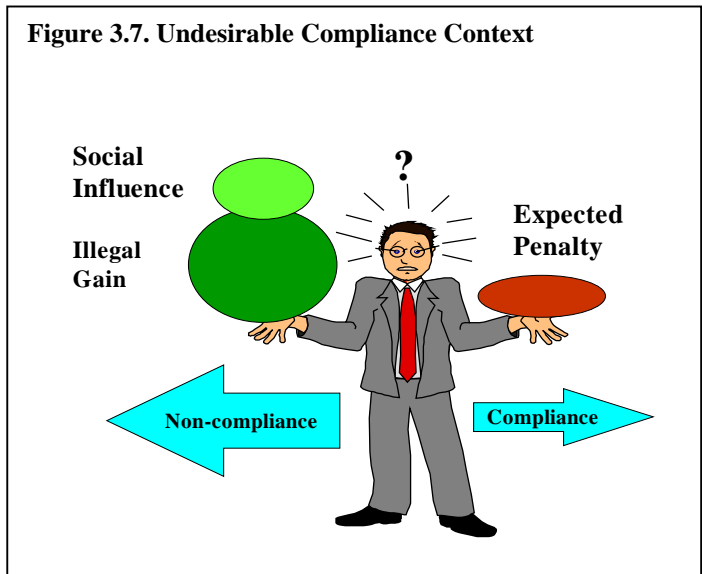 Figure 3.7. Undesirable Compliance Context
?
Social
Influence
Illegal
Gain
Expected
Penalty
Non-compliance
Compliance